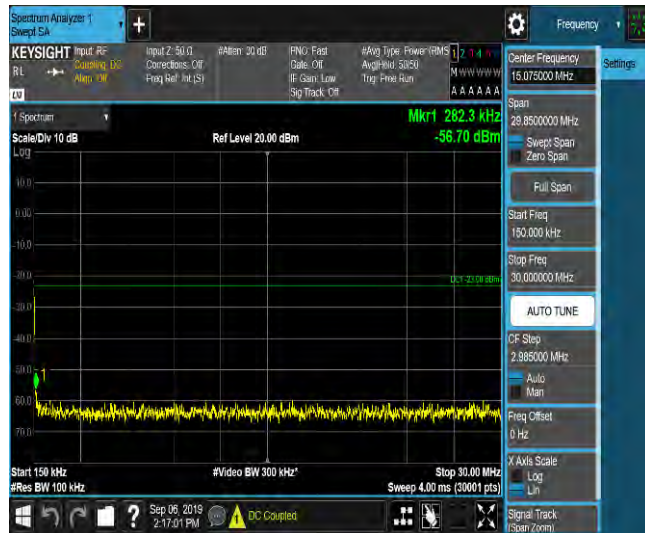 Spectrum Analyzer 1
Swept SA
Frequency
KEYSIGHT
Input: RF
Coupling: DC
Align: Off
RL
Input Z: 50 Ω
Corrections: Off
Freq Ref: Int (S)
#Atten: 20 dB
PNO: Fast
Gate: Off
IF Gain: Low
Sig Track: Off
#Avg Type: Power (RMS
Avg|Hold: 50/50
Trig: Free Run
A A A A A A
1 Spectrum
Scale/Div 10 dB
Ref Level 20.00 dBm
Mkr1 282.3 kHz
-56.70 dBm
Log
10.0
0.00
-10.0
-20.0
-30.0
-40.0
-50.0
-60.0
-70.0
DL1 -23.00 dBm
1
Start 150 kHz
#Video BW 300 kHz*
Stop 30.00 MHz
#Res BW 100 kHz
Sweep 4.00 ms (30001 pts)
Sep 06, 2019
2:17:01 PM
DC Coupled
Center Frequency
15.075000 MHz
Settings
Span
29.8500000 MHz
Swept Span
Zero Span
Full Span
Start Freq
150.000 kHz
Stop Freq
30.000000 MHz
AUTO TUNE
CF Step
2.985000 MHz
Auto
Man
Freq Offset
0 Hz
X Axis Scale
Log
Lin
Signal Track
(Span Zoom)